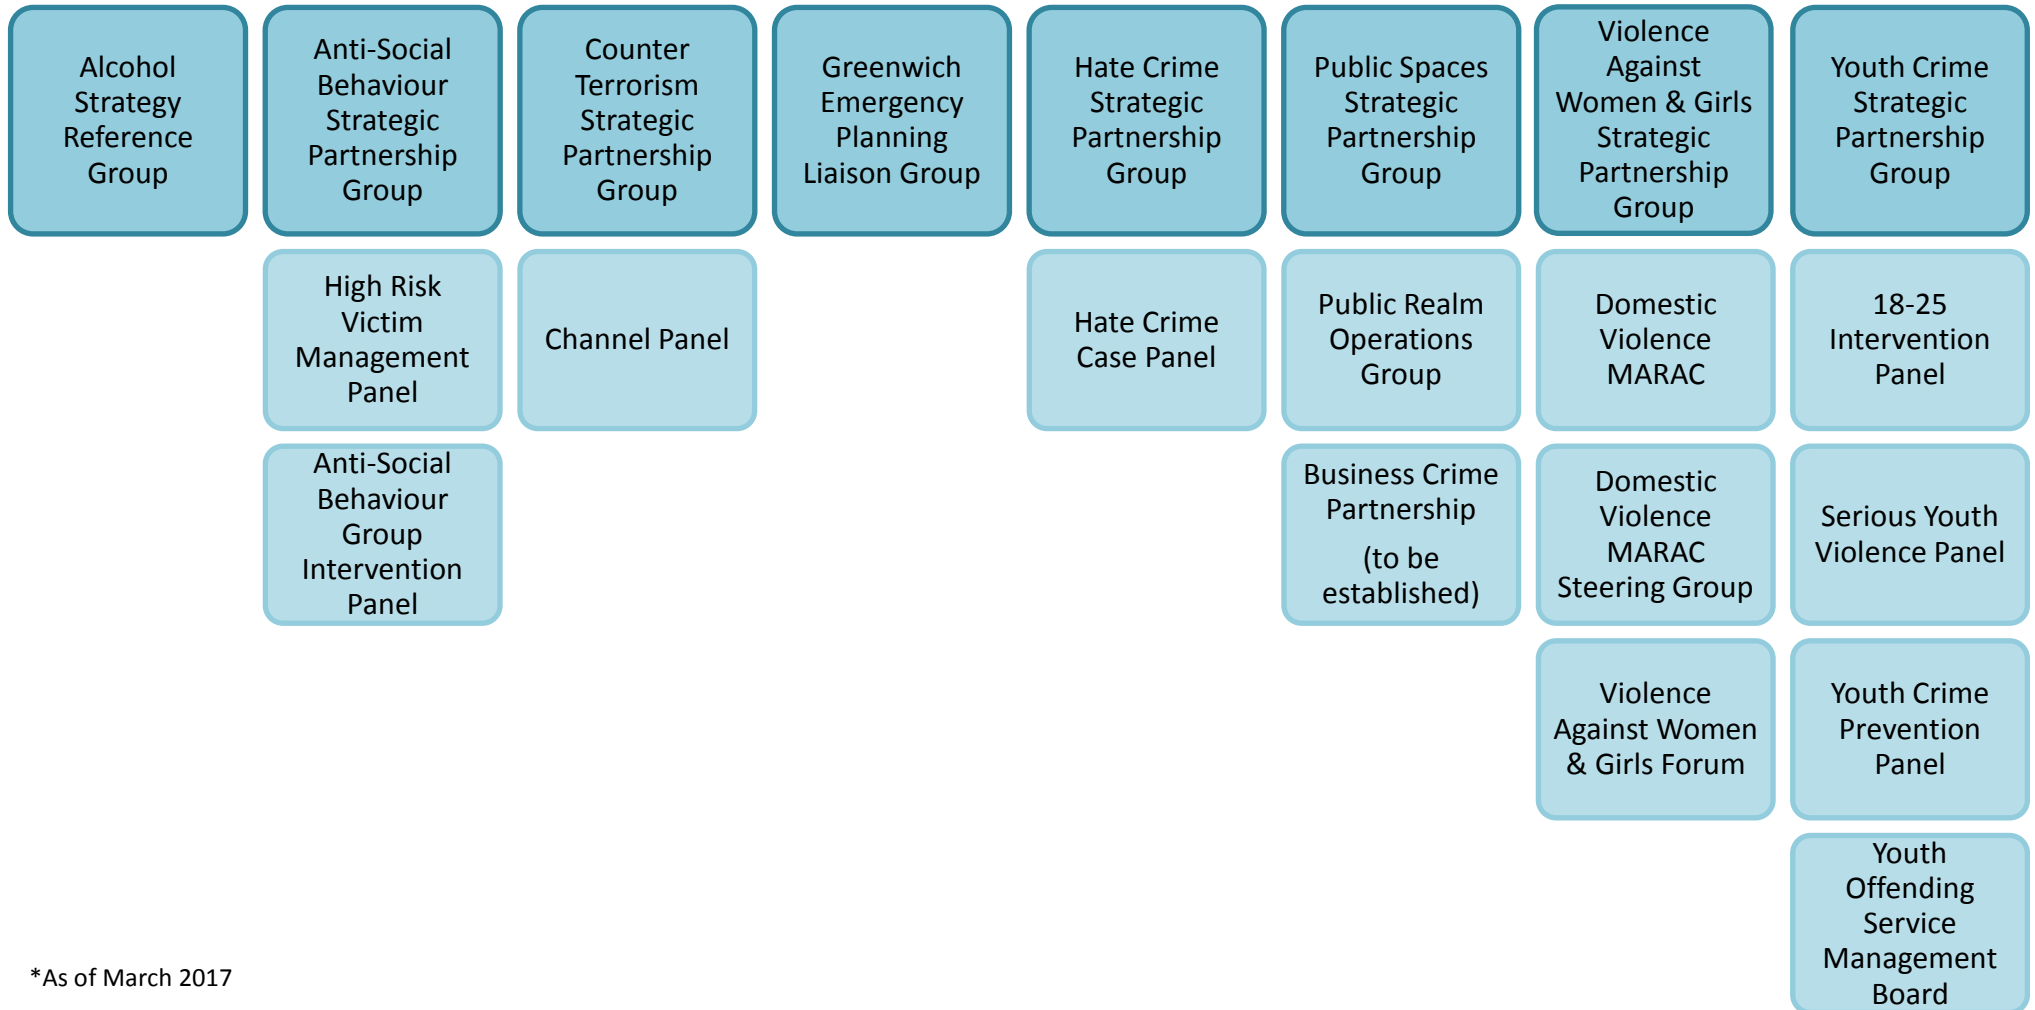 Alcohol
Strategy
Reference
Group
Anti-Social
Behaviour
Strategic
Partnership
Group
Counter
Terrorism
Strategic
Partnership
Group
Greenwich
Emergency
Planning
Liaison Group
Hate Crime
Strategic
Partnership
Group
Public Spaces
Strategic
Partnership
Group
Violence
Against
Women & Girls
Strategic
Partnership
Group
Youth Crime
Strategic
Partnership
Group
High Risk
Victim
Management
Panel
Channel Panel
Hate Crime
Case Panel
Public Realm
Operations
Group
Domestic
Violence
MARAC
18-25
Intervention
Panel
Anti-Social
Behaviour
Group
Intervention
Panel
Business Crime
Partnership
(to be
established)
Domestic
Violence
MARAC
Steering Group
Serious Youth
Violence Panel
Violence
Against Women
& Girls Forum
Youth Crime
Prevention
Panel
Youth
Offending
Service
Management
Board
*As of March 2017